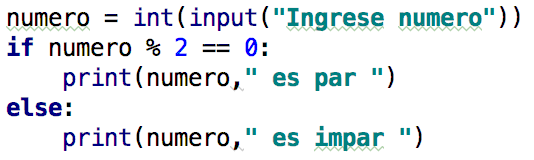 numero = int(input("Ingrese numero"))
if numero % 2 == 0:
    print(numero," es par ")
else:
    print(numero," es impar ")